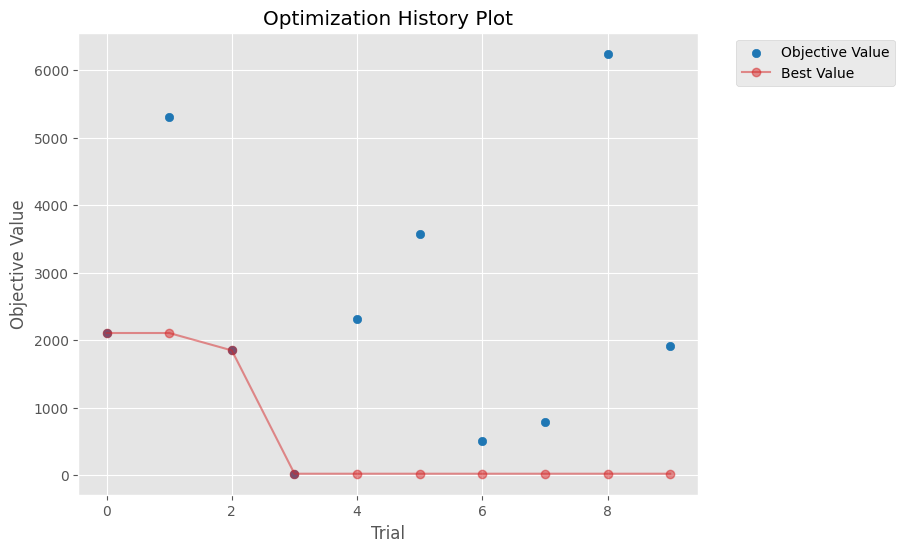 Optimization History Plot
Objective Value
Best Value
6000
5000
4000
3000
2000
1000
0
Objective Value
0 2 4 6 8
Trial